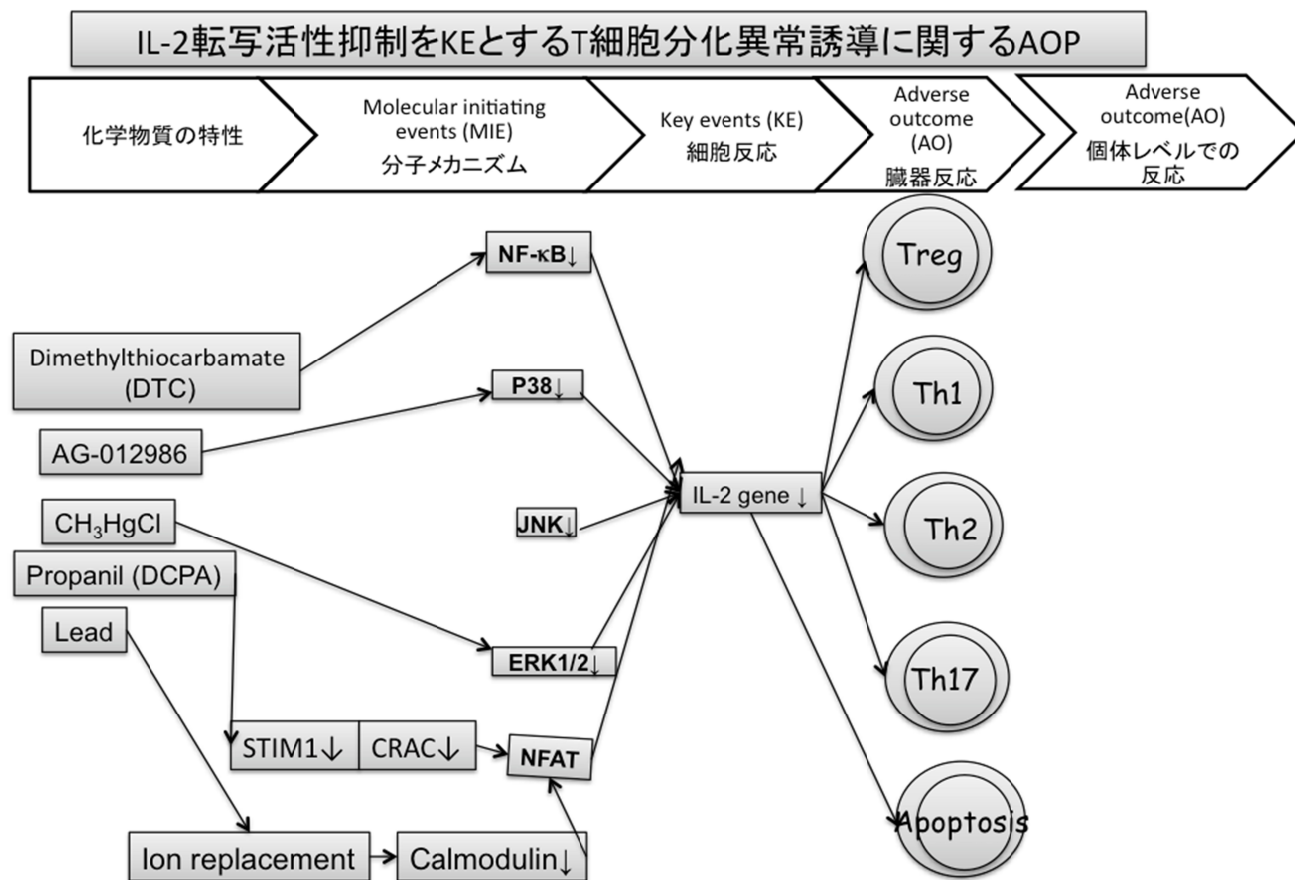 IL-2転写活性抑制をKEとするT細胞分化異常誘導に関するAOP
化学物質の特性
Molecular initiating
events (MIE)
分子メカニズム
Key events (KE)
細胞反応
Adverse
outcome
(AO)
臓器反応
Adverse
outcome(AO)
個体レベルでの
反応
NF-κB↓
Treg
Dimethylthiocarbamate
(DTC)
P38↓
Th1
AG-012986
IL-2 gene ↓
CH₃HgCl
JNK↓
Th2
Propanil (DCPA)
Lead
ERK1/2↓
Th17
STIM1↓
CRAC↓
NFAT
Apoptosis
Ion replacement
Calmodulin↓